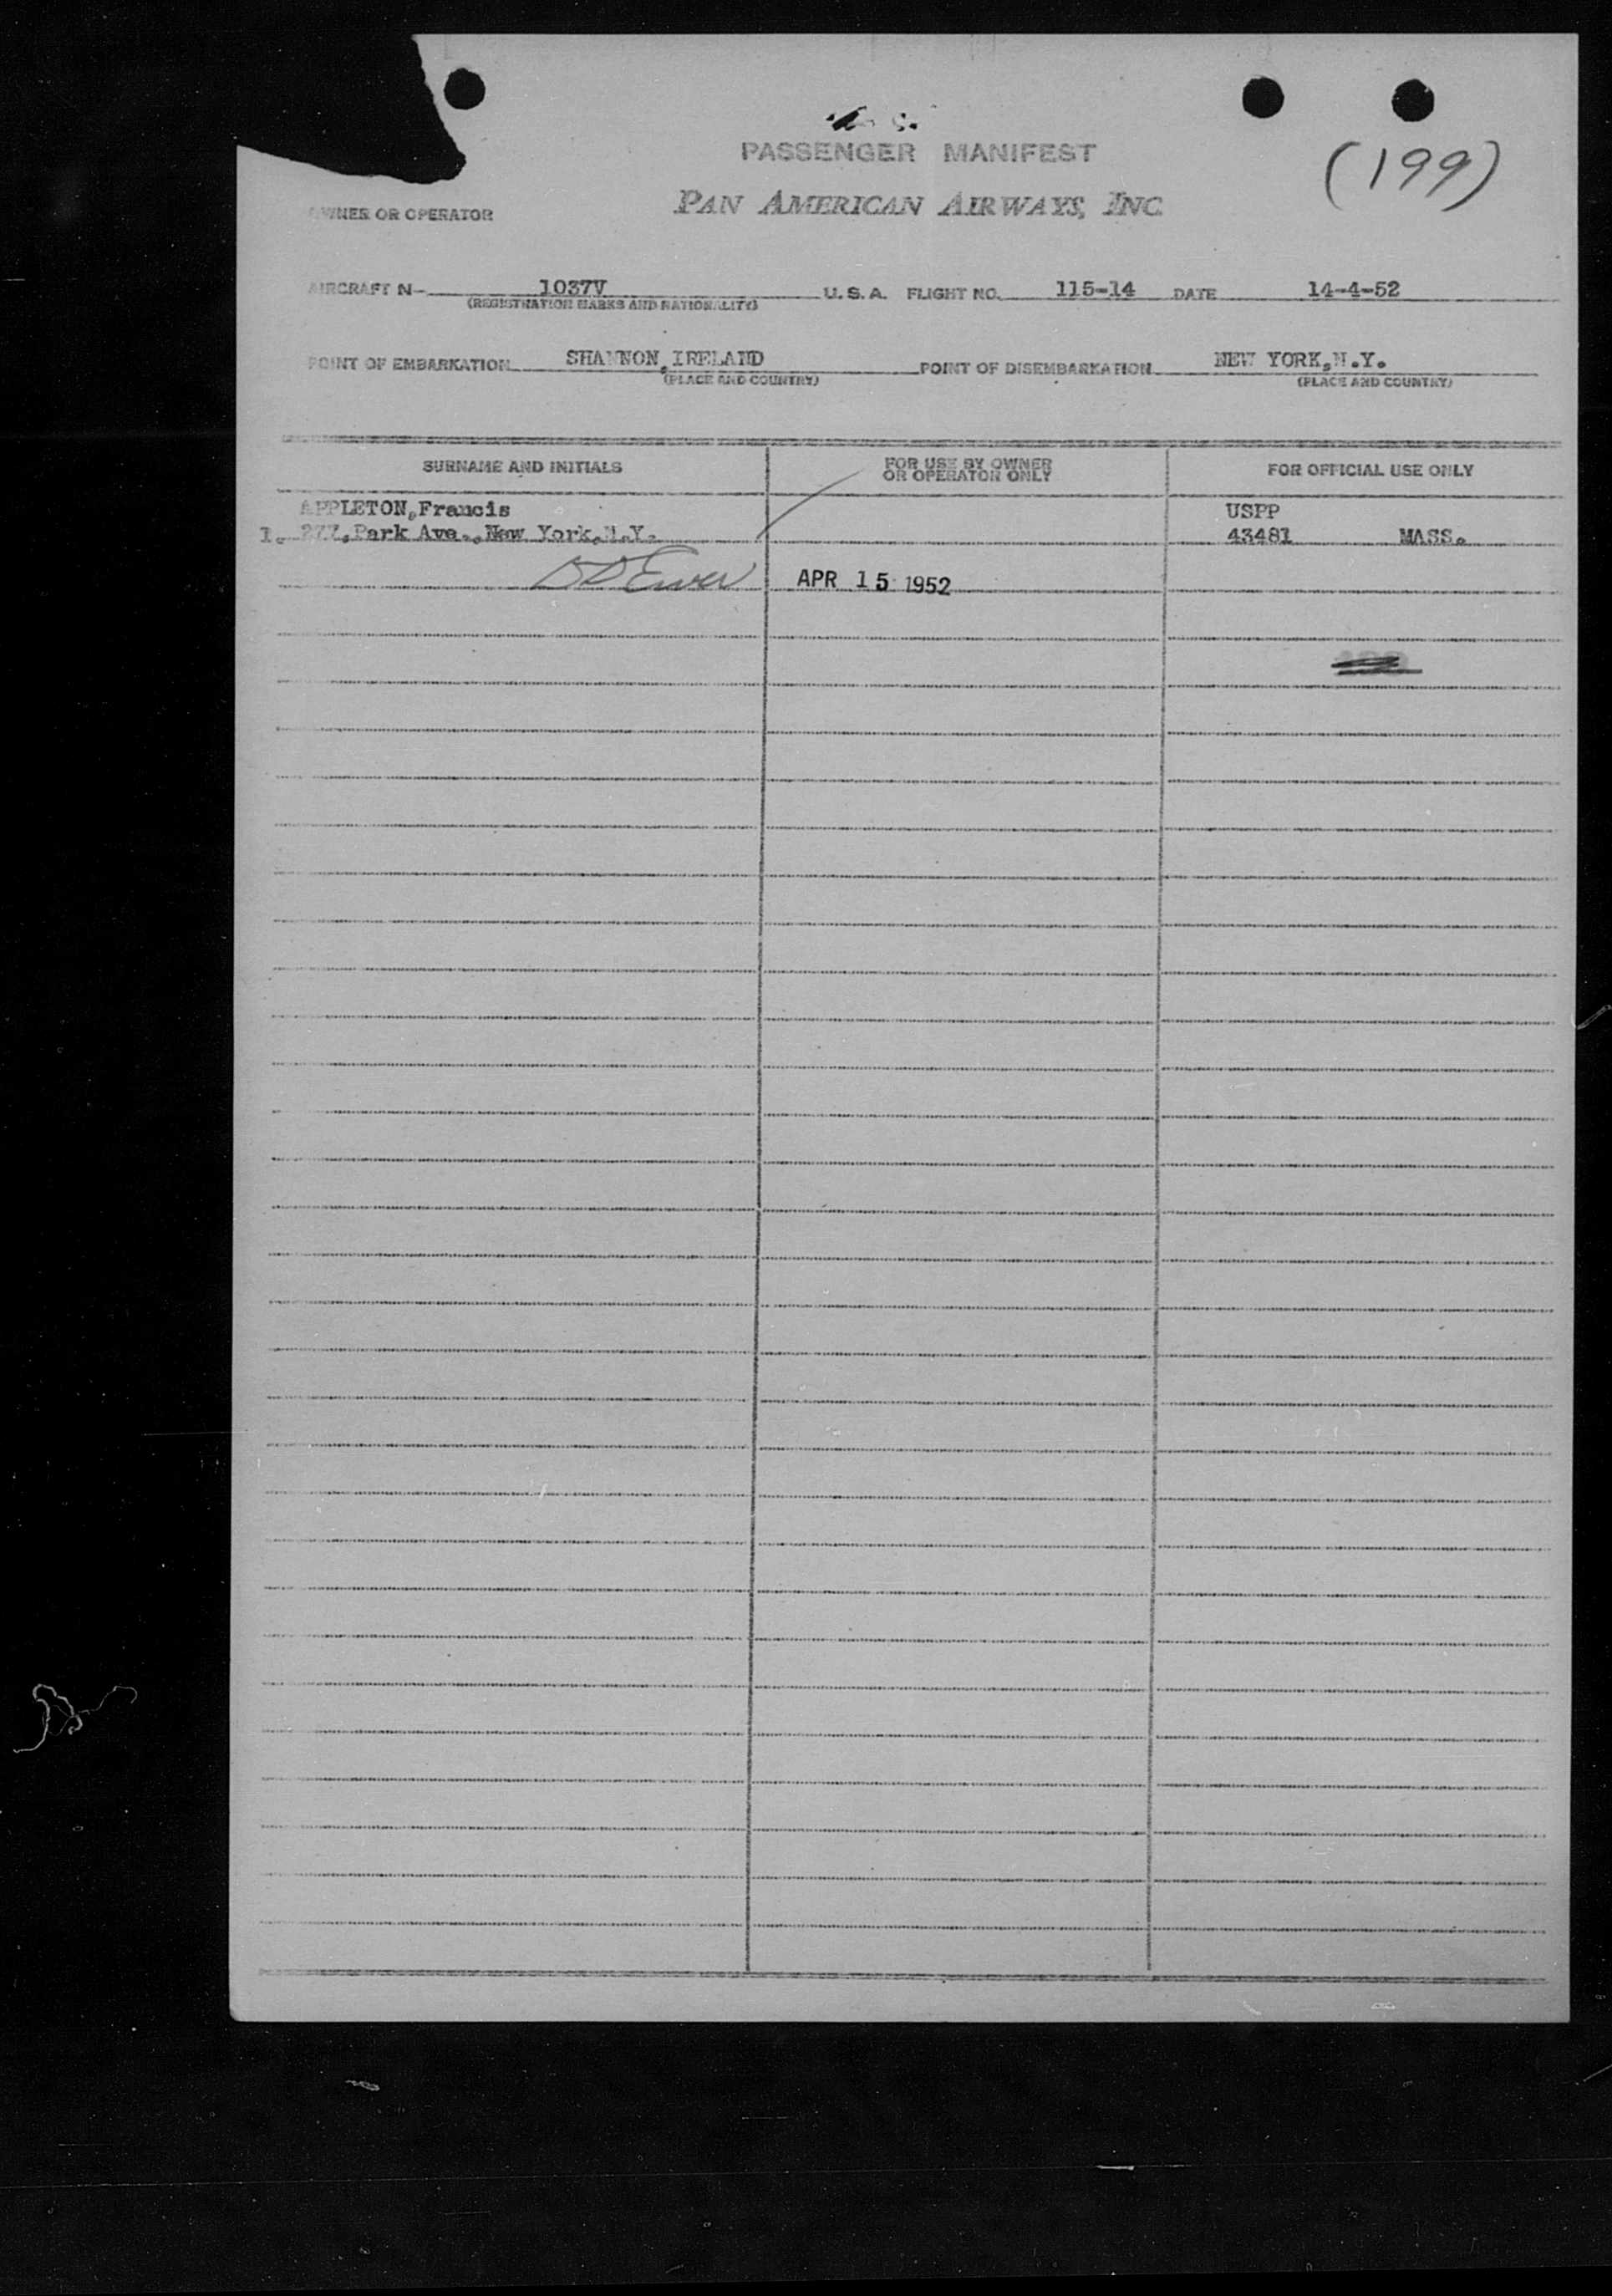 PASSENGER MANIFEST
(199)
OWNER OR OPERATOR PAN AMERICAN AIRWAYS, INC.
AIRCRAFT N- 1037V U. S. A. FLIGHT NO. 115-14 DATE 14-4-52
(REGISTRATION MARKS AND NATIONALITY)
POINT OF EMBARKATION SHANNON,IRELAND POINT OF DISEMBARKATION NEW YORK,N.Y.
(PLACE AND COUNTRY) (PLACE AND COUNTRY)
SURNAME AND INITIALS FOR USE BY OWNER OR OPERATOR ONLY FOR OFFICIAL USE ONLY
APPLETON,Francis USPP
1. 277,Park Ave.,New York,N.Y. 43481 MASS.
APR 15 1952